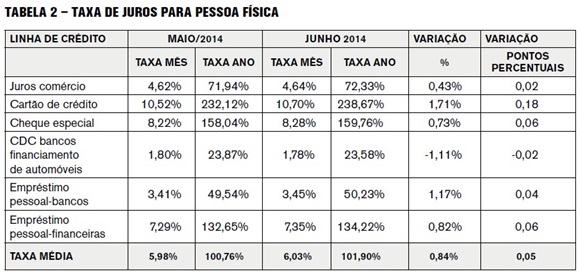 TABELA 2 – TAXA DE JUROS PARA PESSOA FÍSICA
LINHA DE CRÉDITO MAIO/2014 JUNHO 2014 VARIAÇÃO VARIAÇÃO
TAXA MÊS TAXA ANO TAXA MÊS TAXA ANO % PONTOS
PERCENTUAIS
Juros comércio 4,62% 71,94% 4,64% 72,33% 0,43% 0,02
Cartão de crédito 10,52% 232,12% 10,70% 238,67% 1,71% 0,18
Cheque especial 8,22% 158,04% 8,28% 159,76% 0,73% 0,06
CDC bancos
financiamento 1,80% 23,87% 1,78% 23,58% -1,11% -0,02
de automóveis
Empréstimo
pessoal-bancos 3,41% 49,54% 3,45% 50,23% 1,17% 0,04
Empréstimo
pessoal-financeiras 7,29% 132,65% 7,35% 134,22% 0,82% 0,06
TAXA MÉDIA 5,98% 100,76% 6,03% 101,90% 0,84% 0,05